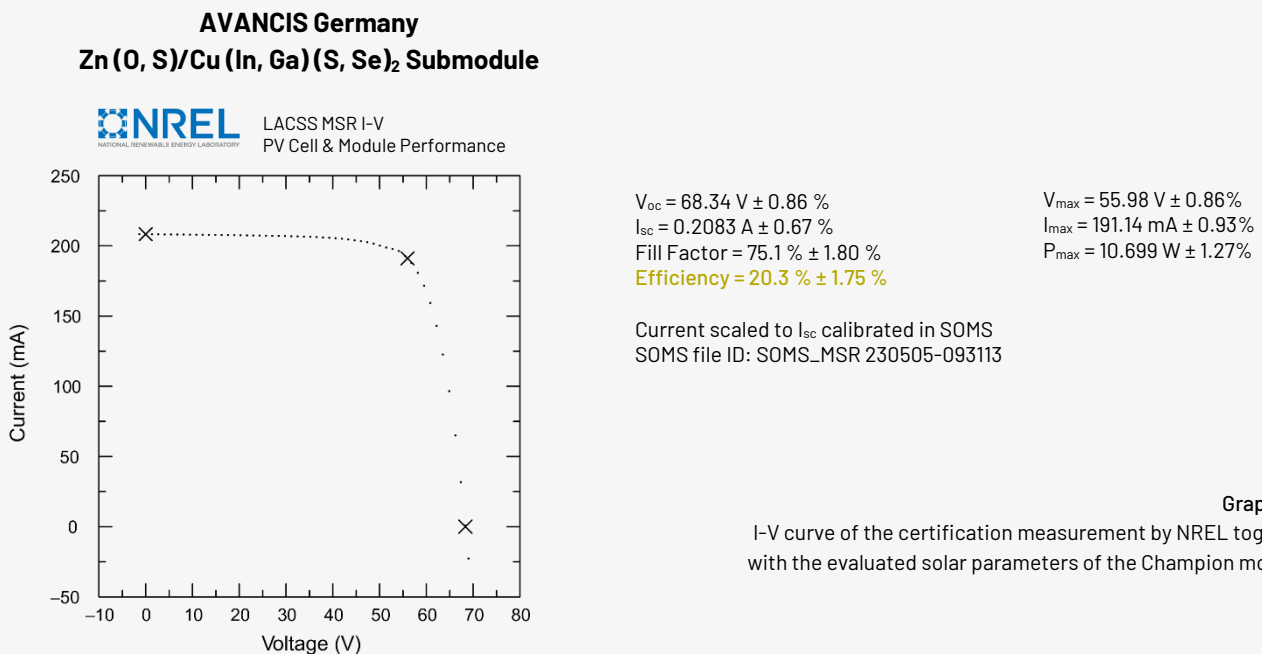 AVANCIS Germany
Zn (O, S)/Cu (In, Ga) (S, Se)₂ Submodule
NREL
NATIONAL RENEWABLE ENERGY LABORATORY
LACSS MSR I-V
PV Cell & Module Performance
250
200
150
100
50
0
–50
Current (mA)
–10 0 10 20 30 40 50 60 70 80
Voltage (V)
Voc = 68.34 V ± 0.86 %
Isc = 0.2083 A ± 0.67 %
Fill Factor = 75.1 % ± 1.80 %
Efficiency = 20.3 % ± 1.75 %
Vmax = 55.98 V ± 0.86%
Imax = 191.14 mA ± 0.93%
Pmax = 10.699 W ± 1.27%
Current scaled to Isc calibrated in SOMS
SOMS file ID: SOMS_MSR 230505-093113
Grap
I-V curve of the certification measurement by NREL tog
with the evaluated solar parameters of the Champion mo